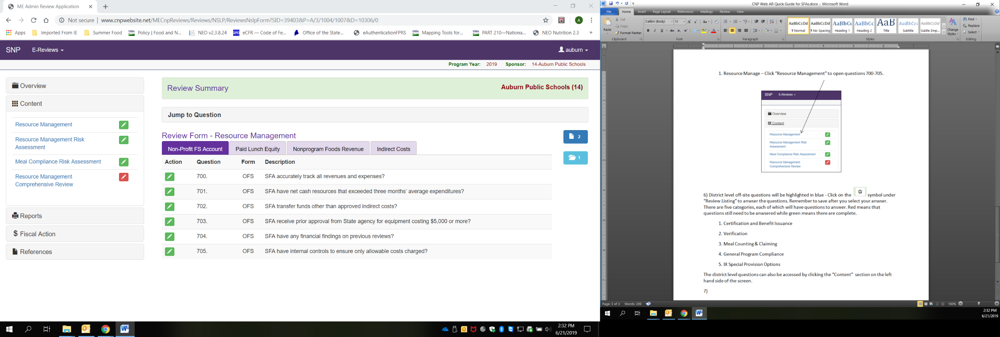 ME Admin Review Application
Not secure | www.cnpwebsite.net/MECnpReviews/Reviews/NSLP/ReviewsNslpForm?SID=39403&P=A/3/1004/1007&D=10306/0
A
Apps Imported From IE Summer Food Policy | Food and N... NEO v2.3.8.24 eCFR — Code of Fe... Office of the State... eAuthenticationFPRS Mapping Tools for... PART 210—Nationa... NEO Nutrition 2.3 »
SNP E-Reviews auburn
Program Year: 2019 Sponsor: 14-Auburn Public Schools
Overview
Content
Resource Management
Resource Management Risk
Assessment
Meal Compliance Risk Assessment
Resource Management
Comprehensive Review
Reports
$ Fiscal Action
References
Review Summary
Auburn Public Schools (14)
Jump to Question
Review Form - Resource Management
2
1
Non-Profit FS Account Paid Lunch Equity Nonprogram Foods Revenue Indirect Costs
Action Question Form Description
700. OFS SFA accurately track all revenues and expenses?
701. OFS SFA have net cash resources that exceeded three months' average expenditures?
702. OFS SFA transfer funds other than approved indirect costs?
703. OFS SFA receive prior approval from State agency for equipment costing $5,000 or more?
704. OFS SFA have any financial findings on previous reviews?
705. OFS SFA have internal controls to ensure only allowable costs charged?
2:32 PM
6/21/2019
CNP Web AR Quick Guide for SFAs.docx - Microsoft Word
File Home Insert Page Layout References Mailings Review View
Cut
Copy
Format Painter
Paste
Calibri (Body) 12
AaBbCcDd AaBbCcDd AaBbCc AaBbCc AaB AaBbCc AaBbCcDd
¶ Normal ¶ No Spacing Heading 1 Heading 2 Title Subtitle Subtle Emp...
Change
Styles
Find
Replace
Select
Clipboard Font Paragraph Styles Editing
1. Resource Manage – Click “Resource Management” to open questions 700-705.
SNP E-Reviews
Overview
Content
Resource Management
Resource Management Risk
Assessment
Meal Compliance Risk Assessment
Resource Management
Comprehensive Review
6) District level off-site questions will be highlighted in blue - Click on the symbol under
“Review Listing” to anwser the questions. Remember to save after you select your anwser.
There are five categories, each of which will have questions to answer. Red means that
questions still need to be anwsered while green means there are complete.
1. Certification and Benefit Issuance
2. Verification
3. Meal Counting & Claiming
4. General Program Compliance
5. IX Special Provision Options
The district level questions can also be accessed by clicking the “Content” section on the left
hand side of the screen.
7)
Page: 3 of 3 Words: 209 100%
2:32 PM
6/21/2019